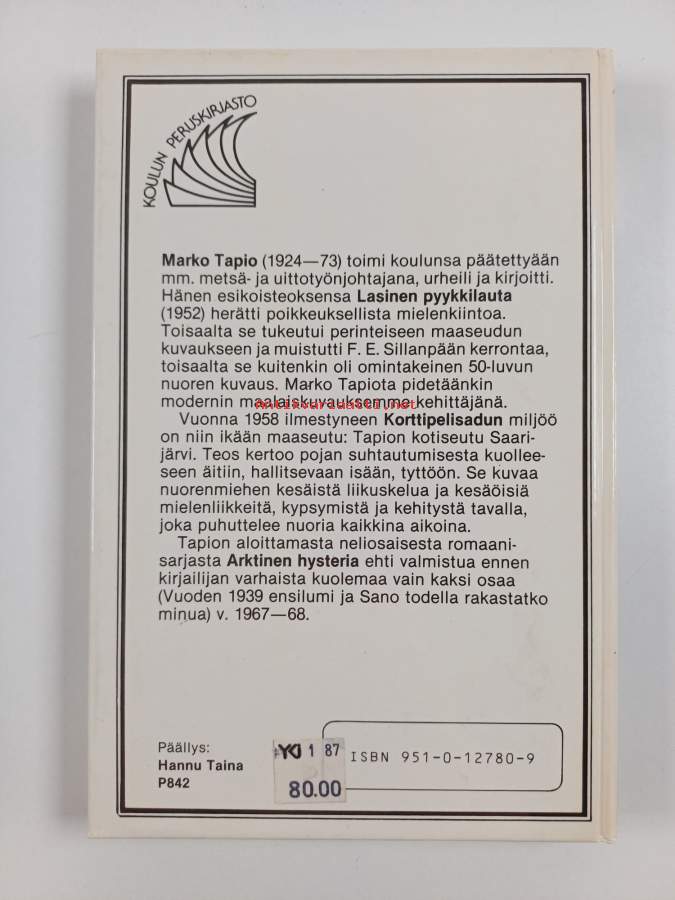 KOULUN PERUSKIRJASTO
Marko Tapio (1924—73) toimi koulunsa päätettyään
mm. metsä- ja uittotyönjohtajana, urheili ja kirjoitti.
Hänen esikoisteoksensa Lasinen pyykkilauta
(1952) herätti poikkeuksellista mielenkiintoa.
Toisaalta se tukeutui perinteiseen maaseudun
kuvaukseen ja muistutti F. E. Sillanpään kerrontaa,
toisaalta se kuitenkin oli omintakeinen 50-luvun
nuoren kuvaus. Marko Tapiota pidetäänkin
modernin maalaiskuvauksemme kehittäjänä.
antikvariaatti.net
Vuonna 1958 ilmestyneen Korttipelisadun miljöö
on niin ikään maaseutu: Tapion kotiseutu Saari-
järvi. Teos kertoo pojan suhtautumisesta kuollee-
seen äitiin, hallitsevaan isään, tyttöön. Se kuvaa
nuorenmiehen kesäistä liikuskelua ja kesäöisiä
mielenliikkeitä, kypsymistä ja kehitystä tavalla,
joka puhuttelee nuoria kaikkina aikoina.
Tapion aloittamasta neliosaisesta romaani-
sarjasta Arktinen hysteria ehti valmistua ennen
kirjailijan varhaista kuolemaa vain kaksi osaa
(Vuoden 1939 ensilumi ja Sano todella rakastatko
minua) v. 1967—68.
Päällys:
Hannu Taina
P842
1 87
80.00
ISBN 951-0-12780-9